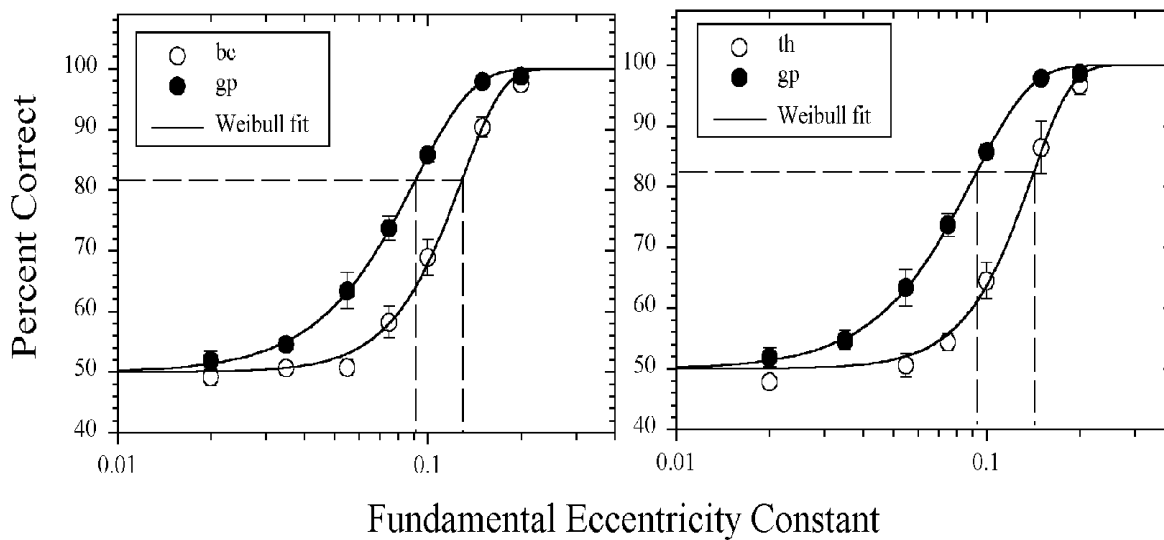 Percent Correct
100
90
80
70
60
50
40
0.01
0.1
bc
gp
Weibull fit
100
90
80
70
60
50
40
0.01
0.1
th
gp
Weibull fit
Fundamental Eccentricity Constant